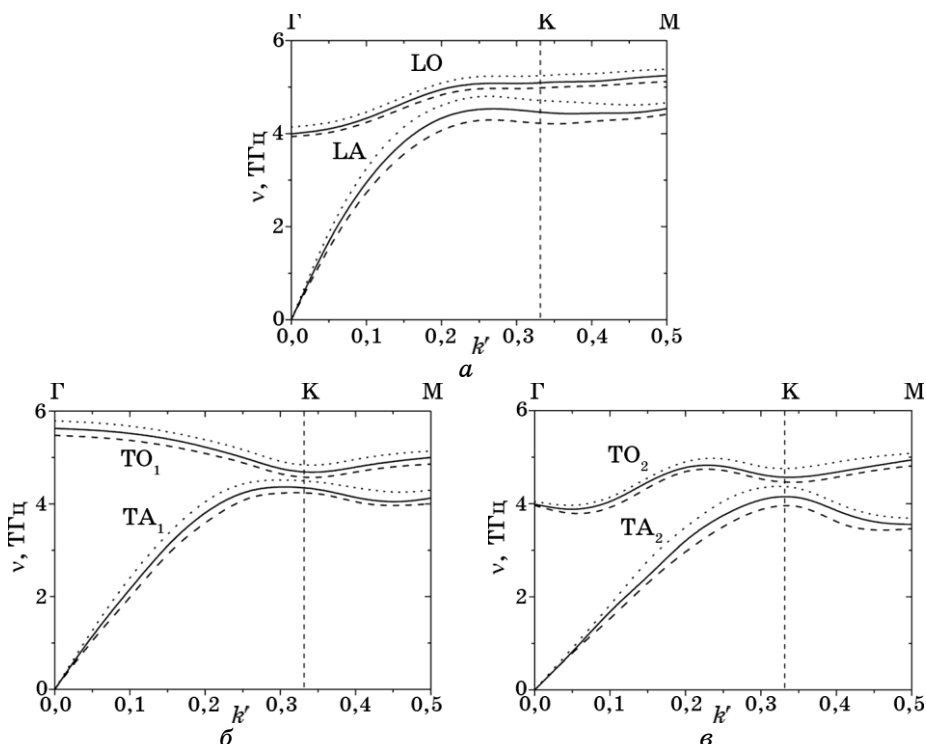 Γ K M
LO
LA
ν, ТГц
6
4
2
0
0,0 0,1 0,2 0,3 0,4 0,5
k′
а
Γ K M
TO₁
TA₁
ν, ТГц
6
4
2
0
0,0 0,1 0,2 0,3 0,4 0,5
k′
б
Γ K M
TO₂
TA₂
ν, ТГц
6
4
2
0
0,0 0,1 0,2 0,3 0,4 0,5
k′
в